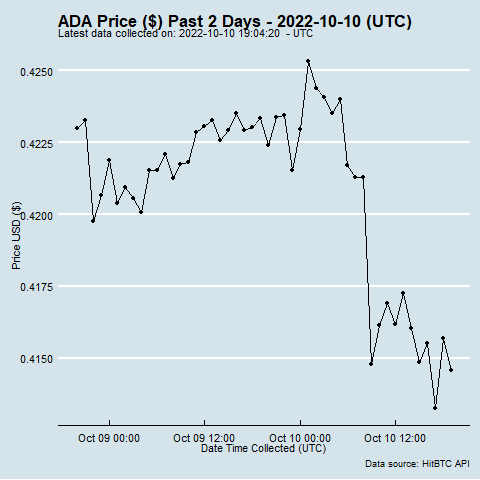 ADA Price ($) Past 2 Days - 2022-10-10 (UTC)
Latest data collected on: 2022-10-10 19:04:20 - UTC
0.4250
0.4225
0.4200
0.4175
0.4150
Price USD ($)
Oct 09 00:00
Oct 09 12:00
Oct 10 00:00
Oct 10 12:00
Date Time Collected (UTC)
Data source: HitBTC API